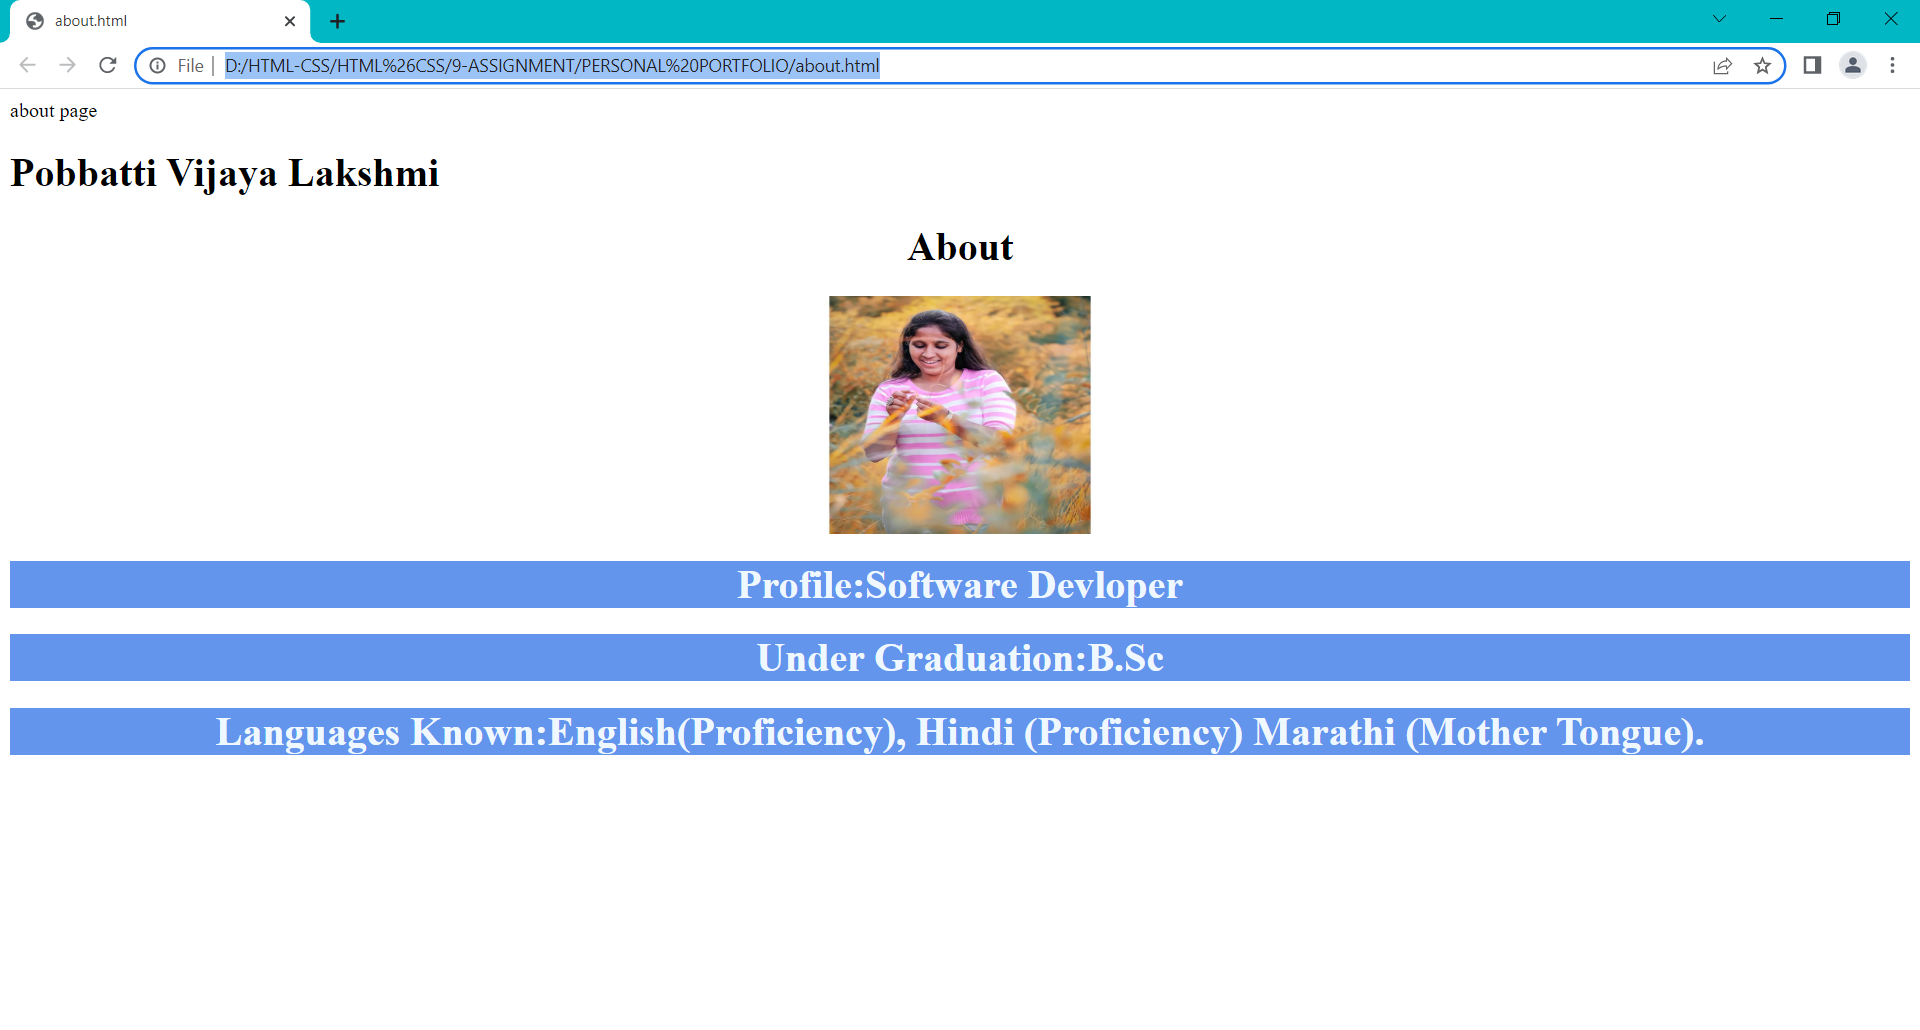 about.html
File
D:/HTML-CSS/HTML%26CSS/9-ASSIGNMENT/PERSONAL%20PORTFOLIO/about.html
about page
Pobbatti Vijaya Lakshmi
About
Profile:Software Devloper
Under Graduation:B.Sc
Languages Known:English(Proficiency), Hindi (Proficiency) Marathi (Mother Tongue).